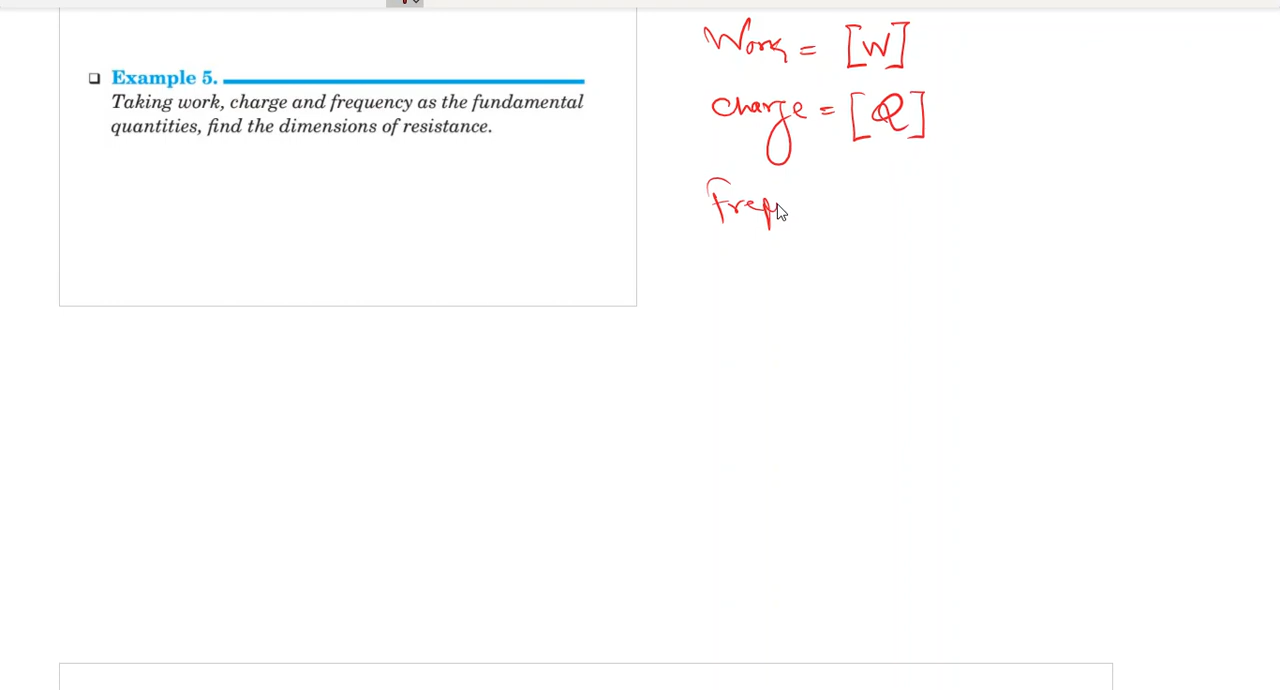 Example 5.
Taking work, charge and frequency as the fundamental
quantities, find the dimensions of resistance.
Work = [W]
Charge = [Q]
Freq